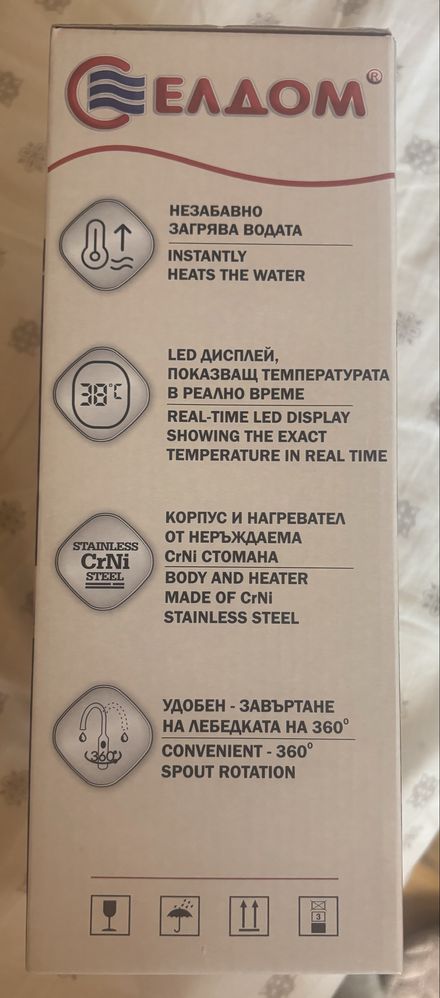 ЕЛДОМ®
НЕЗАБАВНО
ЗАГРЯВА ВОДАТА
INSTANTLY
HEATS THE WATER
38°C
LED ДИСПЛЕЙ,
ПОКАЗВАЩ ТЕМПЕРАТУРАТА
В РЕАЛНО ВРЕМЕ
REAL-TIME LED DISPLAY
SHOWING THE EXACT
TEMPERATURE IN REAL TIME
STAINLESS
CrNi
STEEL
КОРПУС И НАГРЕВАТЕЛ
ОТ НЕРЪЖДАЕМА
CrNi СТОМАНА
BODY AND HEATER
MADE OF CrNi
STAINLESS STEEL
360°
УДОБЕН - ЗАВЪРТАНЕ
НА ЛЕБЕДКАТА НА 360⁰
CONVENIENT - 360⁰
SPOUT ROTATION
3